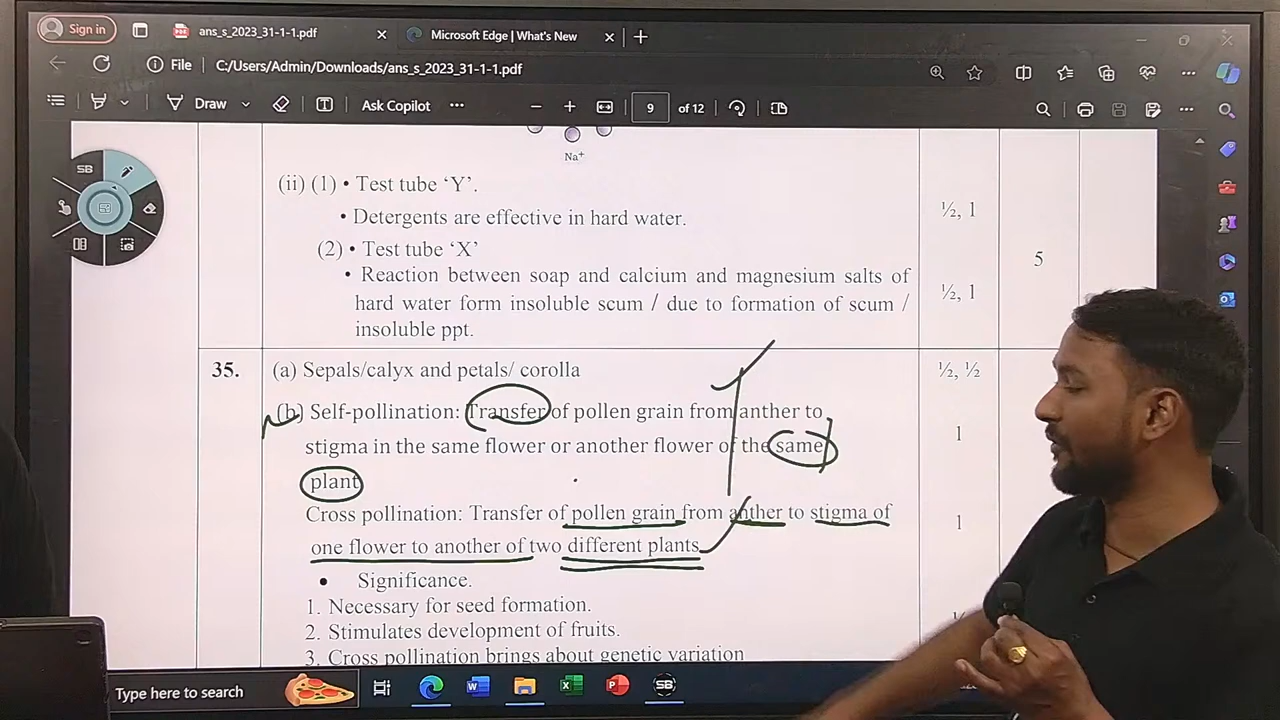 Sign in
ans_s_2023_31-1-1.pdf
Microsoft Edge | What's New
File
C:/Users/Admin/Downloads/ans_s_2023_31-1-1.pdf
Draw
Ask Copilot
9
of 12
SB
Na⁺
(ii) (1) • Test tube ‘Y’.
• Detergents are effective in hard water.
½, 1
(2) • Test tube ‘X’
• Reaction between soap and calcium and magnesium salts of
hard water form insoluble scum / due to formation of scum /
insoluble ppt.
½, 1
5
35.
(a) Sepals/calyx and petals/ corolla
½, ½
(b) Self-pollination: Transfer of pollen grain from anther to
stigma in the same flower or another flower of the same
plant
1
Cross pollination: Transfer of pollen grain from anther to stigma of
one flower to another of two different plants
1
• Significance.
1. Necessary for seed formation.
2. Stimulates development of fruits.
3. Cross pollination brings about genetic variation
Type here to search
SB